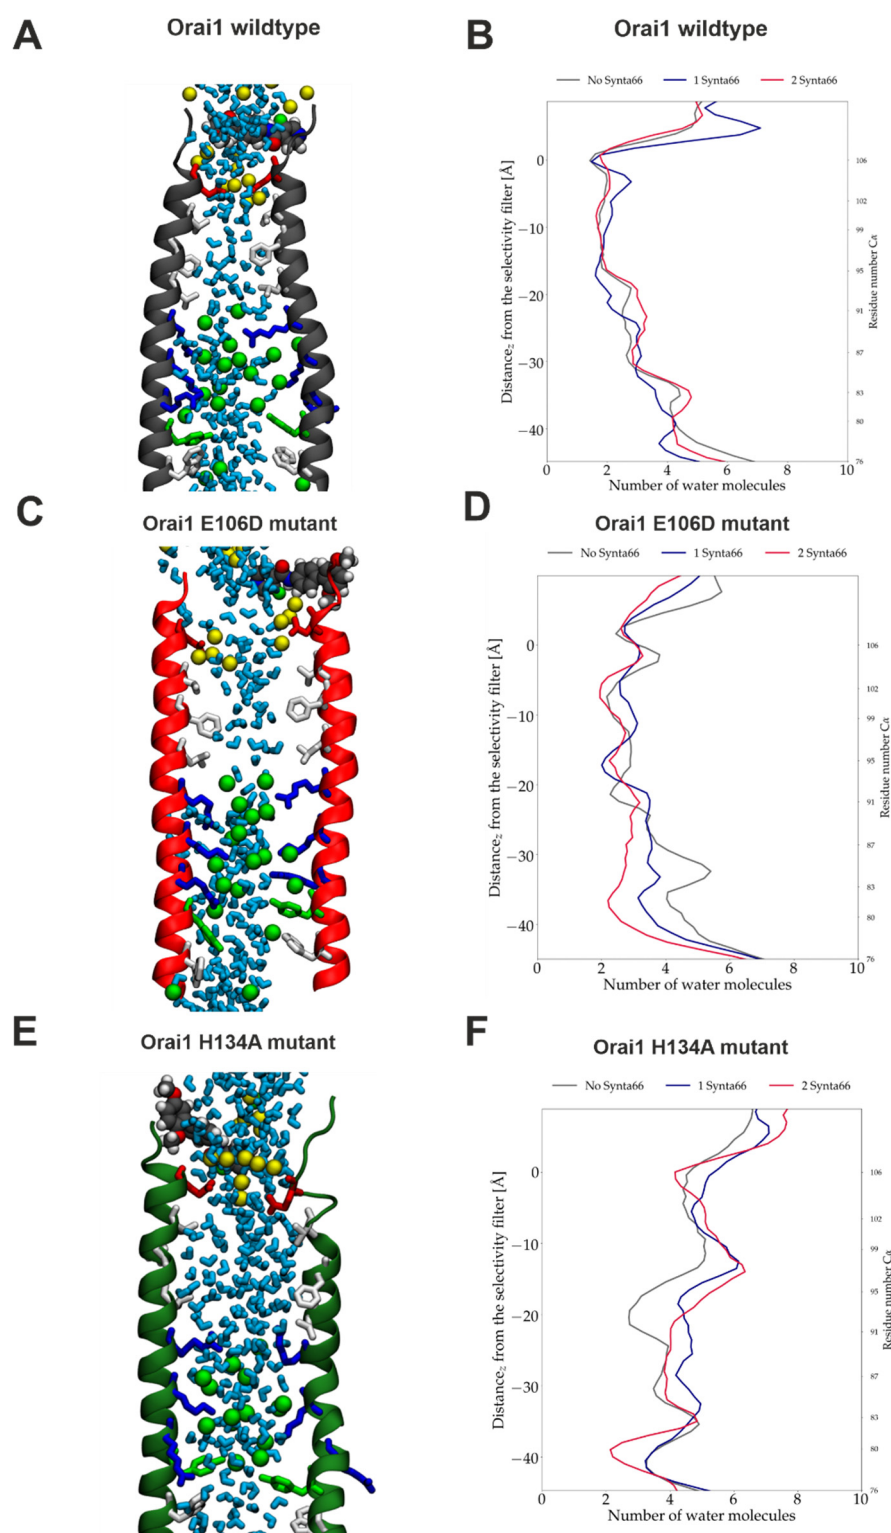 A
Orai1 wildtype
B
Orai1 wildtype
No Synta66
1 Synta66
2 Synta66
Distance_z from the selectivity filter [Å]
0
−10
−20
−30
−40
106
102
99
95
91
87
83
80
76
Residue number Cα
0
2
4
6
8
10
Number of water molecules
C
Orai1 E106D mutant
D
Orai1 E106D mutant
No Synta66
1 Synta66
2 Synta66
Distance_z from the selectivity filter [Å]
0
−10
−20
−30
−40
106
102
99
95
91
87
83
80
76
Residue number Cα
0
2
4
6
8
10
Number of water molecules
E
Orai1 H134A mutant
F
Orai1 H134A mutant
No Synta66
1 Synta66
2 Synta66
Distance_z from the selectivity filter [Å]
0
−10
−20
−30
−40
106
102
99
95
91
87
83
80
76
Residue number Cα
0
2
4
6
8
10
Number of water molecules